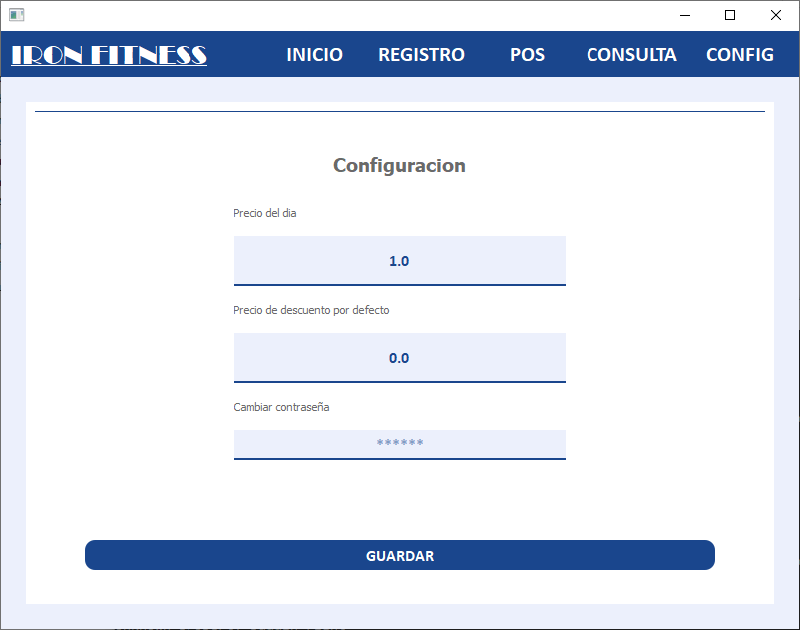 IRON FITNESS INICIO REGISTRO POS CONSULTA CONFIG
Configuracion
Precio del dia
1.0
Precio de descuento por defecto
0.0
Cambiar contraseña
******
GUARDAR